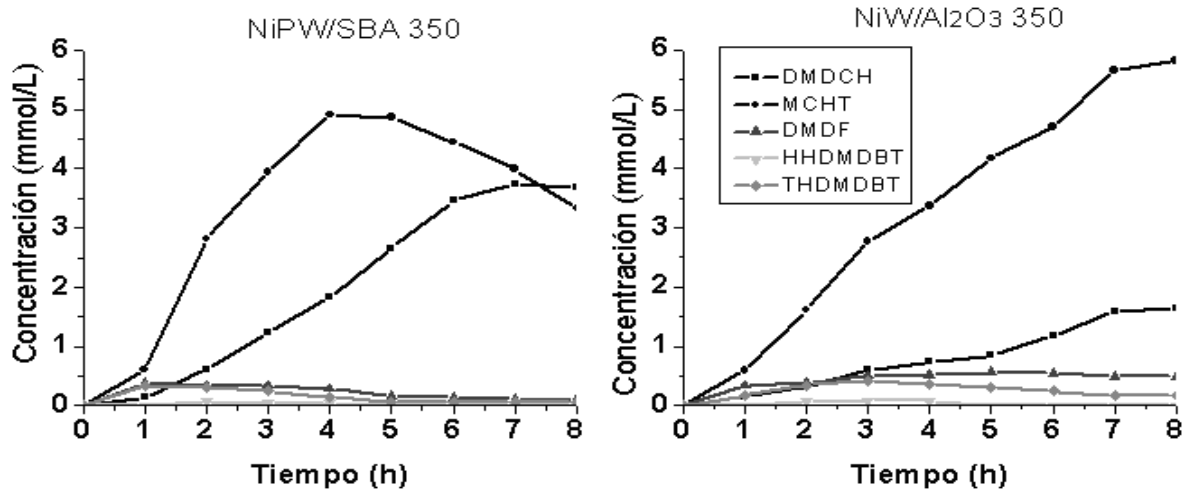 NiPW/SBA 350
Concentración (mmol/L)
6
5
4
3
2
1
0
0 1 2 3 4 5 6 7 8
Tiempo (h)
NiW/Al2O3 350
Concentración (mmol/L)
6
5
4
3
2
1
0
DMDCH
MCHT
DMDF
HHDMDBT
THDMDBT
0 1 2 3 4 5 6 7 8
Tiempo (h)